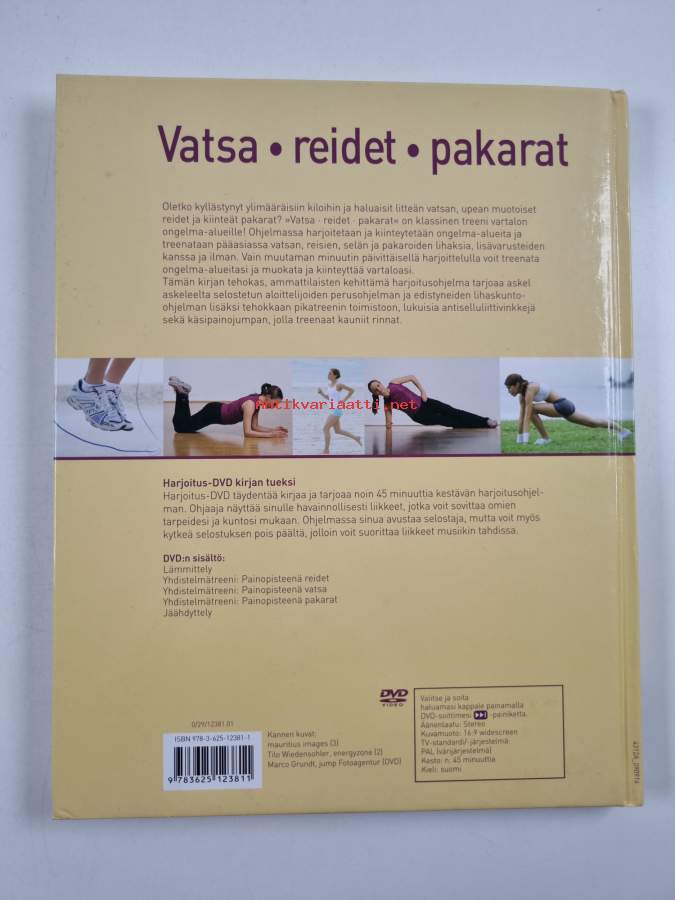 Vatsa • reidet • pakarat
Oletko kyllästynyt ylimääräisiin kiloihin ja haluaisit litteän vatsan, upean muotoiset
reidet ja kiinteät pakarat? »Vatsa · reidet · pakarat« on klassinen treeni vartalon
ongelma-alueille! Ohjelmassa harjoitetaan ja kiinteytetään ongelma-alueita ja
treenataan pääasiassa vatsan, reisien, selän ja pakaroiden lihaksia, lisävarusteiden
kanssa ja ilman. Vain muutaman minuutin päivittäisellä harjoittelulla voit treenata
ongelma-alueitasi ja muokata ja kiinteyttää vartaloasi.
Tämän kirjan tehokas, ammattilaisten kehittämä harjoitusohjelma tarjoaa askel
askeleelta selostetun aloittelijoiden perusohjelman ja edistyneiden lihaskunto-
ohjelman lisäksi tehokkaan pikatreenin toimistoon, lukuisia antiselluliittivinkkejä
sekä käsipainojumpan, jolla treenaat kauniit rinnat.
Antikvariaatti.net
Harjoitus-DVD kirjan tueksi
Harjoitus-DVD täydentää kirjaa ja tarjoaa noin 45 minuuttia kestävän harjoitusohjel-
man. Ohjaaja näyttää sinulle havainnollisesti liikkeet, jotka voit sovittaa omien
tarpeidesi ja kuntosi mukaan. Ohjelmassa sinua avustaa selostaja, mutta voit myös
kytkeä selostuksen pois päältä, jolloin voit suorittaa liikkeet musiikin tahdissa.
DVD:n sisältö:
Lämmittely
Yhdistelmätreeni: Painopisteenä reidet
Yhdistelmätreeni: Painopisteenä vatsa
Yhdistelmätreeni: Painopisteenä pakarat
Jäähdyttely
0/29/12381.01
ISBN 978-3-625-12381-1
9 783625 123811
Kannen kuvat:
mauritius images (3)
Tilo Wiedensohler, energyzone (2)
Marco Grundt, jump Fotoagentur (DVD)
DVD
VIDEO
Valitse ja soita
haluamasi kappale painamalla
DVD-soittimesi -painiketta.
Äänenlaatu: Stereo
Kuvamuoto: 16:9 widescreen
TV-standardi/-järjestelmä:
PAL (värijärjestelmä)
Kesto: n. 45 minuuttia
Kieli: suomi